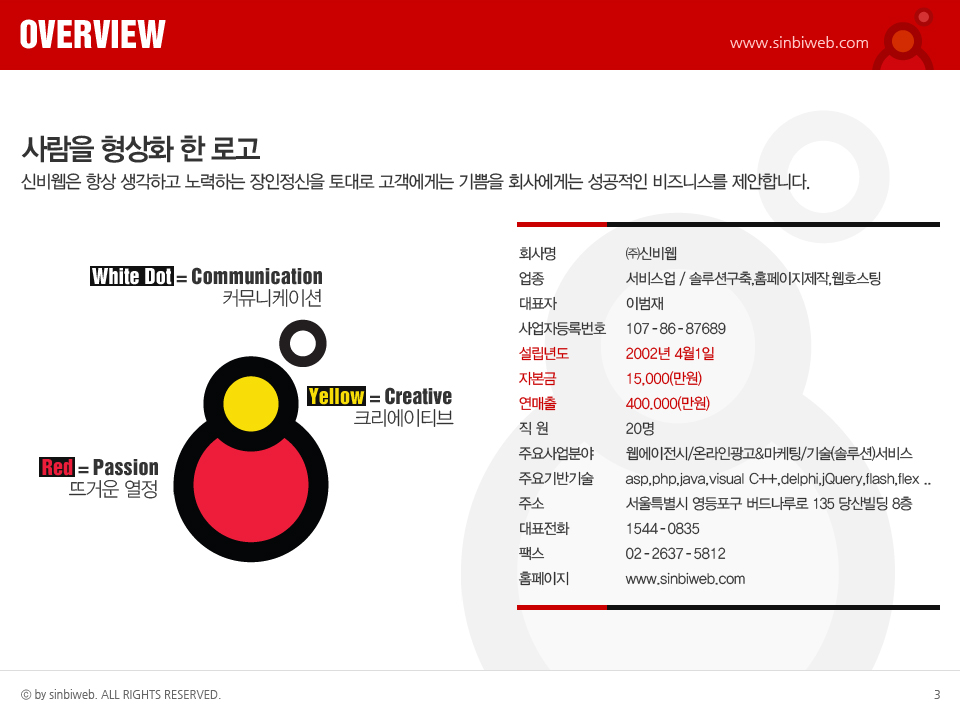 OVERVIEW
www.sinbiweb.com
사람을 형상화 한 로고
신비웹은 항상 생각하고 노력하는 장인정신을 토대로 고객에게는 기쁨을 회사에게는 성공적인 비즈니스를 제안합니다.
White Dot = Communication
커뮤니케이션
Yellow = Creative
크리에이티브
Red = Passion
뜨거운 열정
회사명 ㈜신비웹
업종 서비스업 / 솔루션구축,홈페이지제작,웹호스팅
대표자 이범재
사업자등록번호 107-86-87689
설립년도 2002년 4월1일
자본금 15,000(만원)
연매출 400,000(만원)
직 원 20명
주요사업분야 웹에이전시/온라인광고&마케팅/기술(솔루션)서비스
주요기반기술 asp,php,java,visual C++,delphi,jQuery,flash,flex ..
주소 서울특별시 영등포구 버드나루로 135 당산빌딩 8층
대표전화 1544-0835
팩스 02-2637-5812
홈페이지 www.sinbiweb.com
ⓒ by sinbiweb. ALL RIGHTS RESERVED.
3